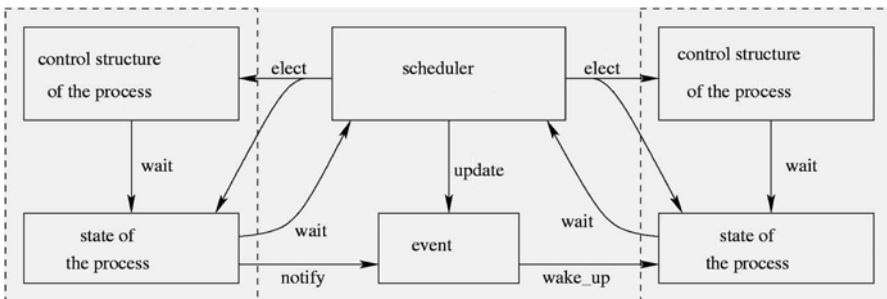 control structure
of the process
elect
scheduler
elect
control structure
of the process
wait
update
wait
state of
the process
wait
event
wait
state of
the process
notify
wake_up